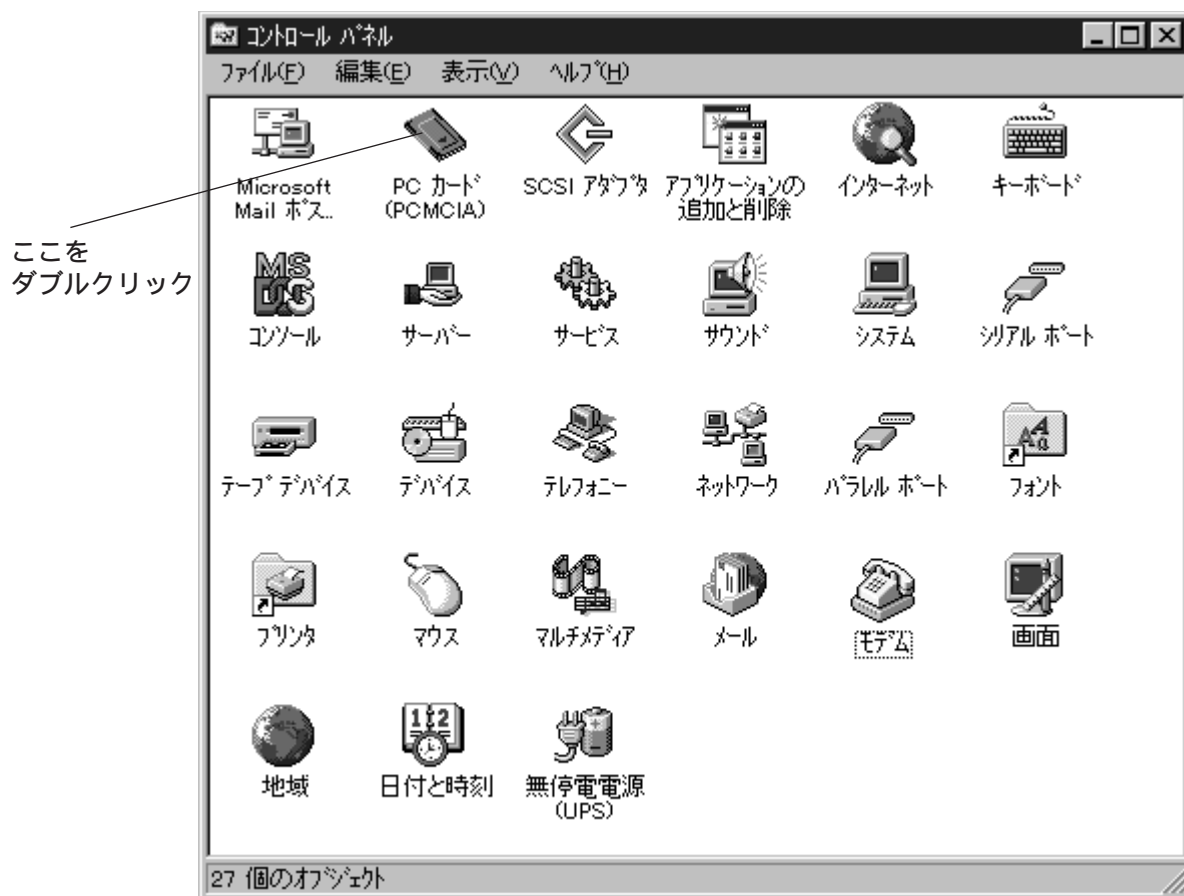 コントロール パネル
ファイル(F) 編集(E) 表示(V) ヘルプ(H)
Microsoft
Mail ポス..
PC カード
(PCMCIA)
SCSI アダプタ
アプリケーションの
追加と削除
インターネット
キーボード
ここを
ダブルクリック
MS
DOS
コンソール
サーバー
サービス
サウンド
システム
シリアル ポート
テープ デバイス
デバイス
テレフォニー
ネットワーク
パラレル ポート
フォント
プリンタ
マウス
マルチメディア
メール
モデム
画面
地域
日付と時刻
無停電電源
(UPS)
27 個のオブジェクト